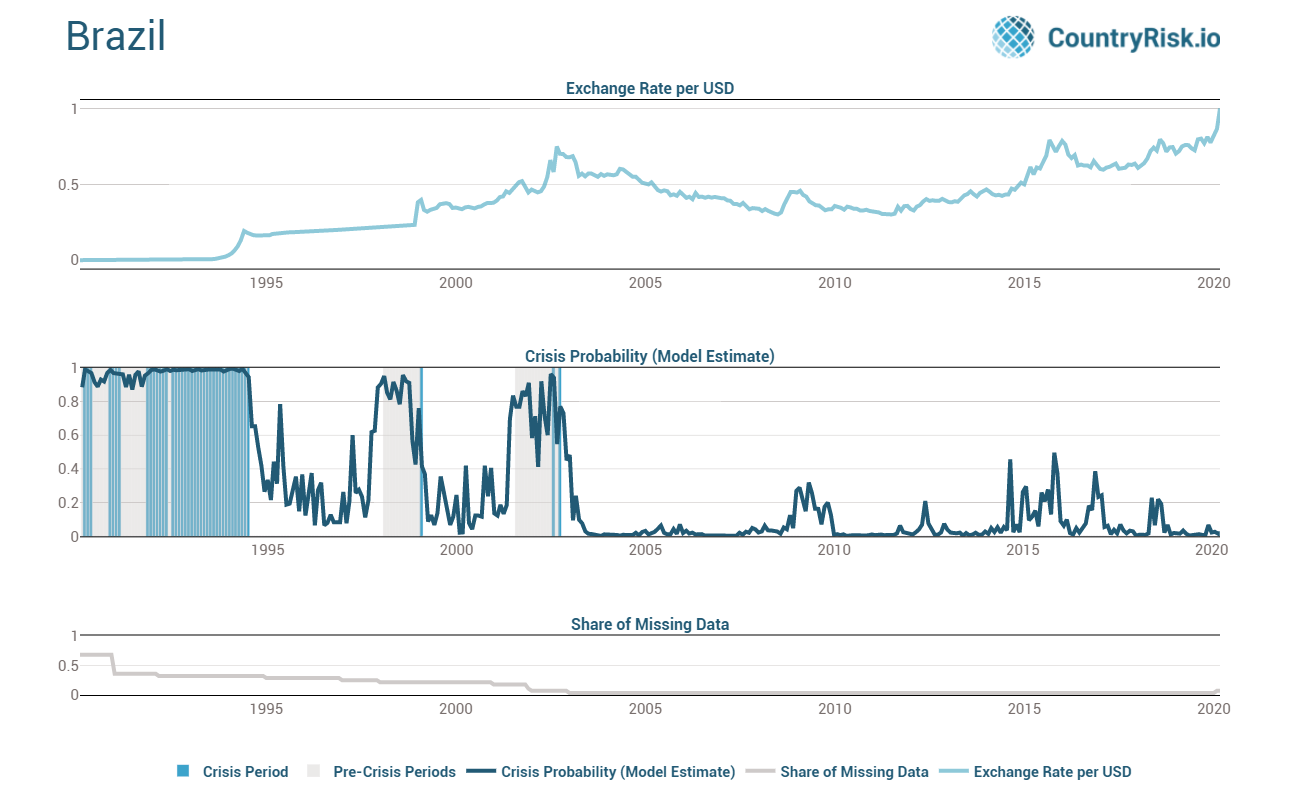 Brazil
CountryRisk.io
Exchange Rate per USD
1
0.5
0
1995 2000 2005 2010 2015 2020
Crisis Probability (Model Estimate)
1
0.8
0.6
0.4
0.2
0
1995 2000 2005 2010 2015 2020
Share of Missing Data
1
0.5
0
1995 2000 2005 2010 2015 2020
Crisis Period Pre-Crisis Periods Crisis Probability (Model Estimate) Share of Missing Data Exchange Rate per USD